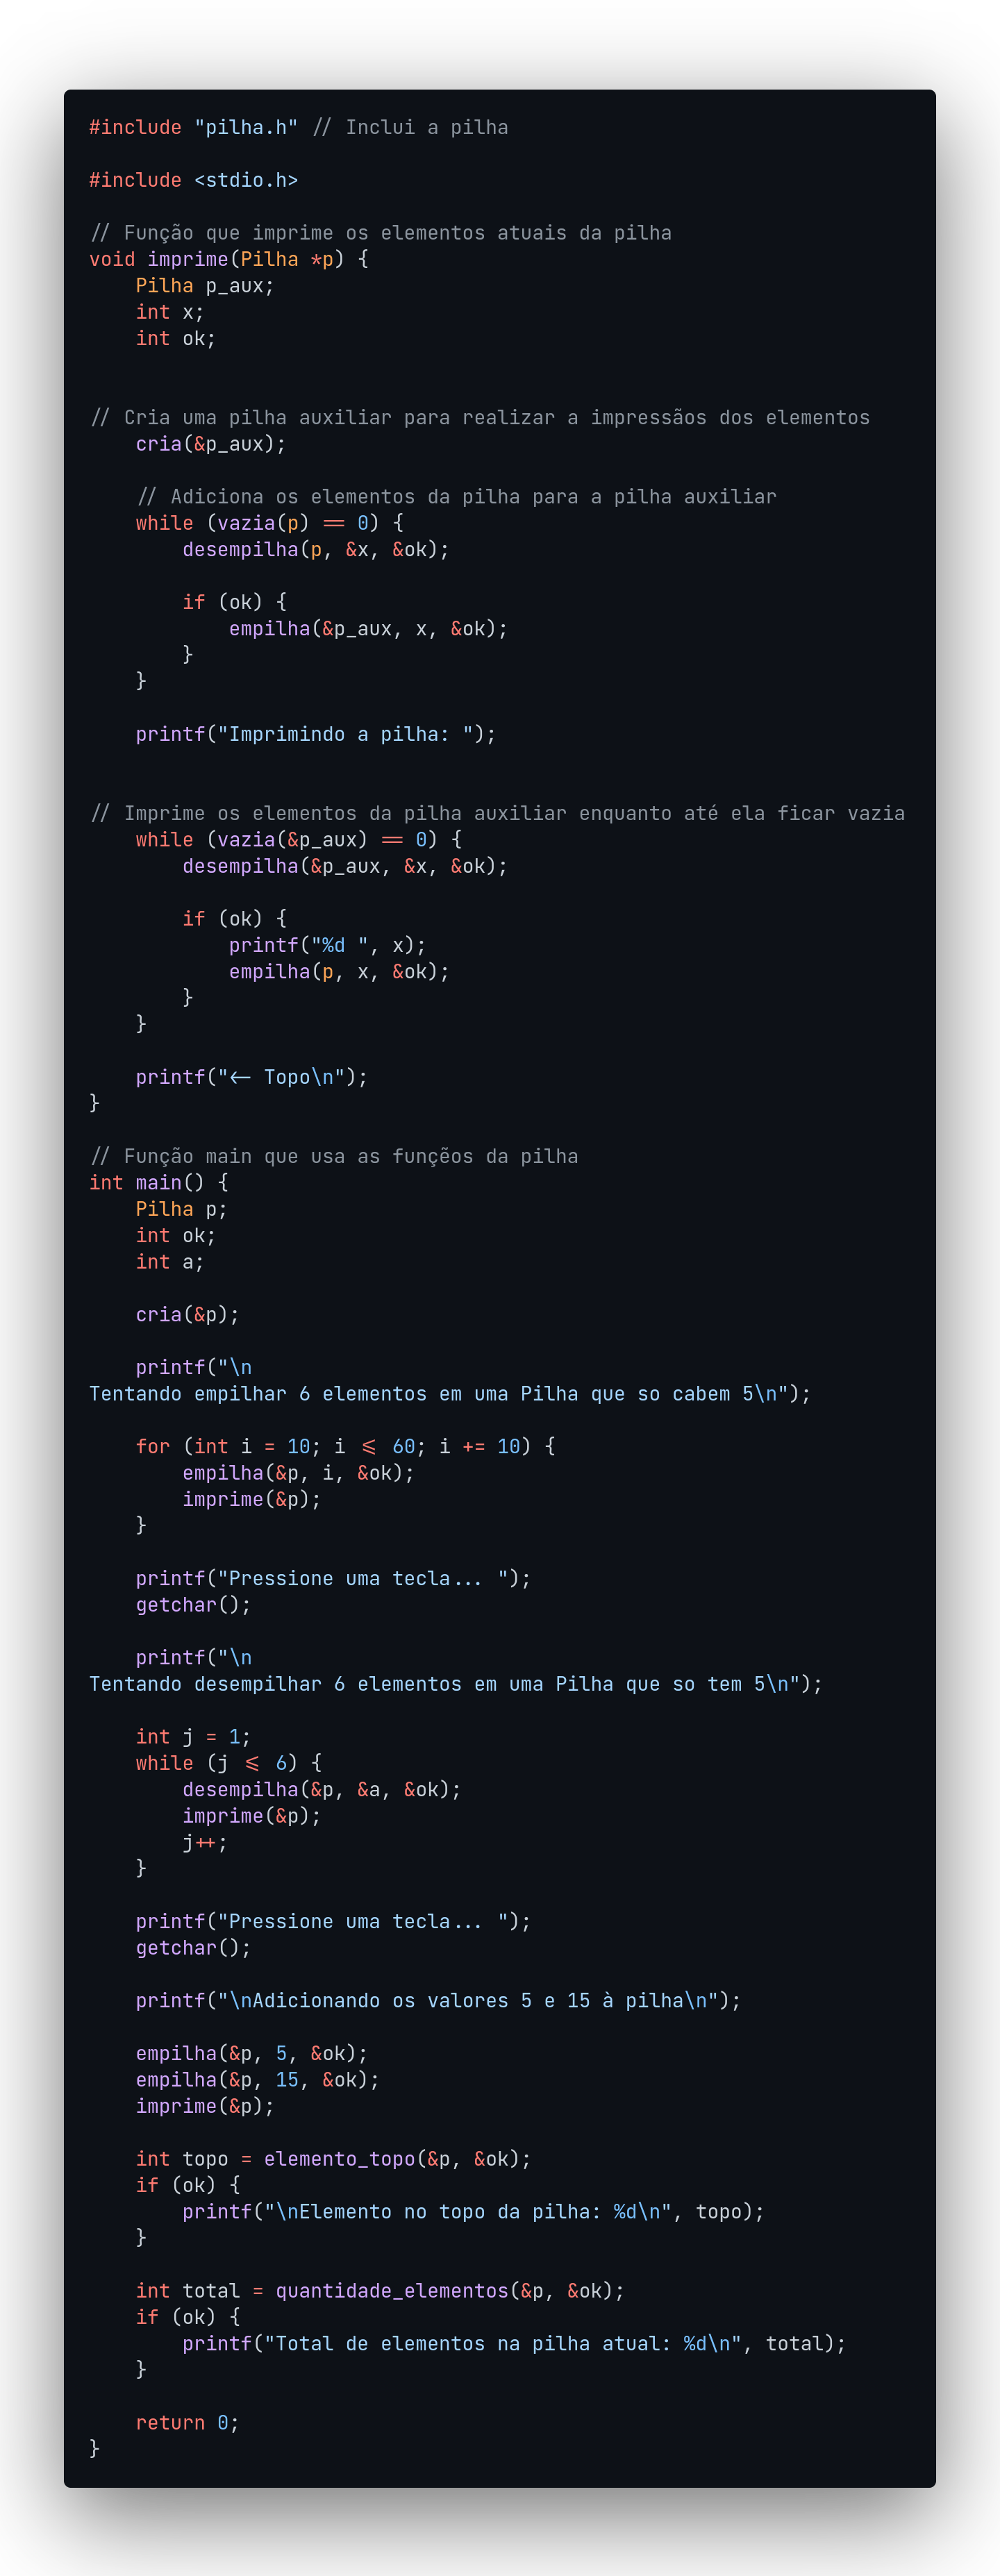 #include "pilha.h" // Inclui a pilha
#include <stdio.h>
// Função que imprime os elementos atuais da pilha
void imprime(Pilha *p) {
    Pilha p_aux;
    int x;
    int ok;
// Cria uma pilha auxiliar para realizar a impressãos dos elementos
    cria(&p_aux);
    // Adiciona os elementos da pilha para a pilha auxiliar
    while (vazia(p) == 0) {
        desempilha(p, &x, &ok);
        if (ok) {
            empilha(&p_aux, x, &ok);
        }
    }
    printf("Imprimindo a pilha: ");
// Imprime os elementos da pilha auxiliar enquanto até ela ficar vazia
    while (vazia(&p_aux) == 0) {
        desempilha(&p_aux, &x, &ok);
        if (ok) {
            printf("%d ", x);
            empilha(p, x, &ok);
        }
    }
    printf("<- Topo\n");
}
// Função main que usa as funçẽos da pilha
int main() {
    Pilha p;
    int ok;
    int a;
    cria(&p);
    printf("\n
Tentando empilhar 6 elementos em uma Pilha que so cabem 5\n");
    for (int i = 10; i <= 60; i += 10) {
        empilha(&p, i, &ok);
        imprime(&p);
    }
    printf("Pressione uma tecla... ");
    getchar();
    printf("\n
Tentando desempilhar 6 elementos em uma Pilha que so tem 5\n");
    int j = 1;
    while (j <= 6) {
        desempilha(&p, &a, &ok);
        imprime(&p);
        j++;
    }
    printf("Pressione uma tecla... ");
    getchar();
    printf("\nAdicionando os valores 5 e 15 à pilha\n");
    empilha(&p, 5, &ok);
    empilha(&p, 15, &ok);
    imprime(&p);
    int topo = elemento_topo(&p, &ok);
    if (ok) {
        printf("\nElemento no topo da pilha: %d\n", topo);
    }
    int total = quantidade_elementos(&p, &ok);
    if (ok) {
        printf("Total de elementos na pilha atual: %d\n", total);
    }
    return 0;
}